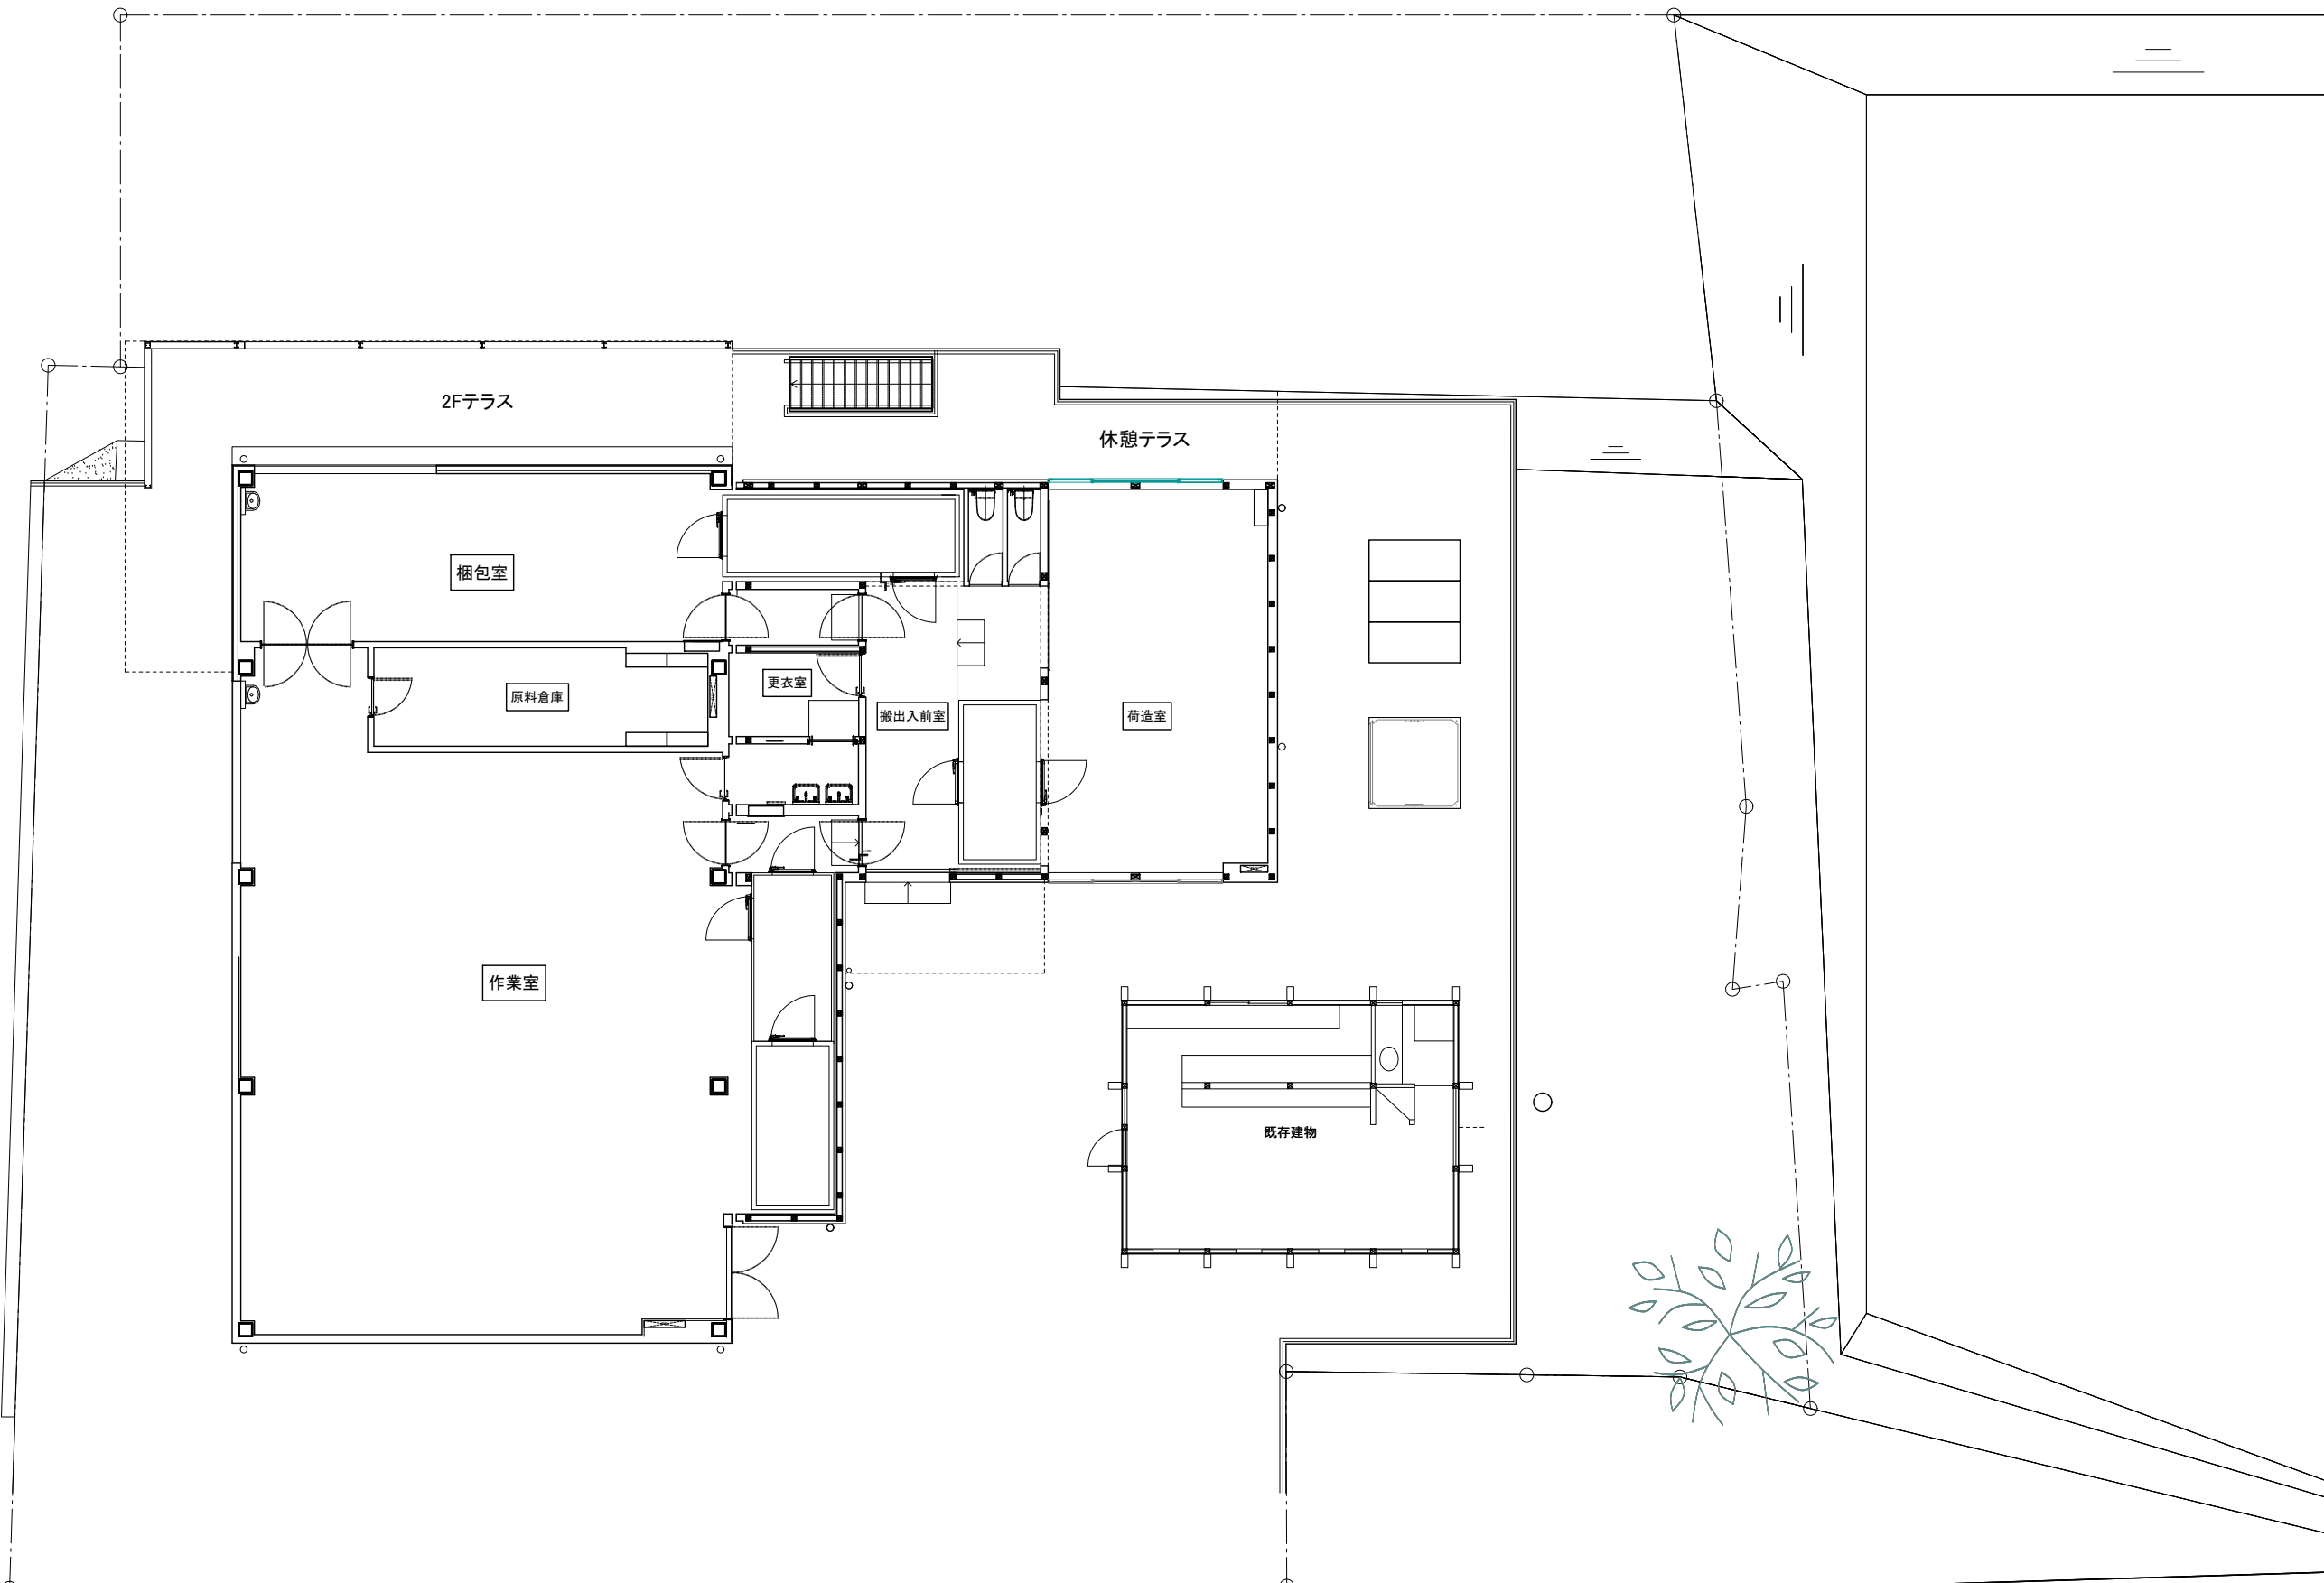 2Fテラス
休憩テラス
梱包室
更衣室
原料倉庫
搬出入前室
荷造室
作業室
既存建物